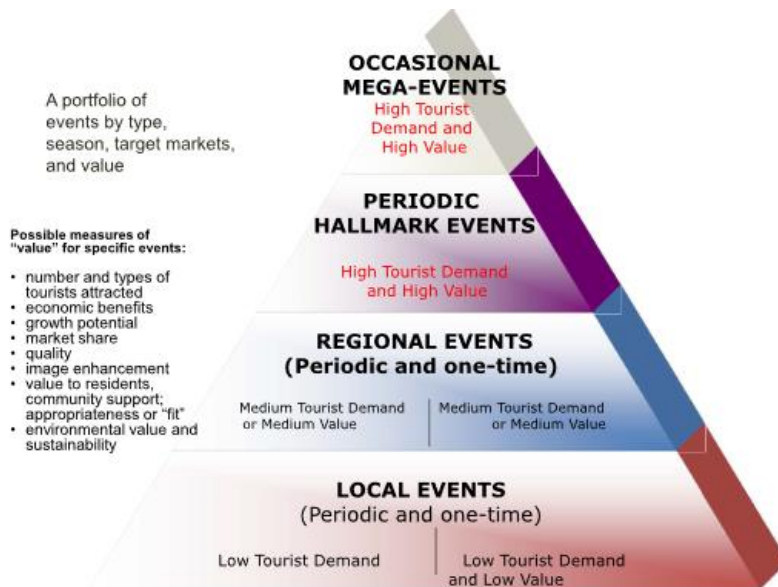 A portfolio of
events by type,
season, target markets,
and value
Possible measures of
“value” for specific events:
• number and types of
tourists attracted
• economic benefits
• growth potential
• market share
• quality
• image enhancement
• value to residents,
community support;
appropriateness or “fit”
• environmental value and
sustainability
OCCASIONAL
MEGA-EVENTS
High Tourist
Demand and
High Value
PERIODIC
HALLMARK EVENTS
High Tourist Demand
and High Value
REGIONAL EVENTS
(Periodic and one-time)
Medium Tourist Demand
or Medium Value
Medium Tourist Demand
or Medium Value
LOCAL EVENTS
(Periodic and one-time)
Low Tourist Demand
Low Tourist Demand
and Low Value